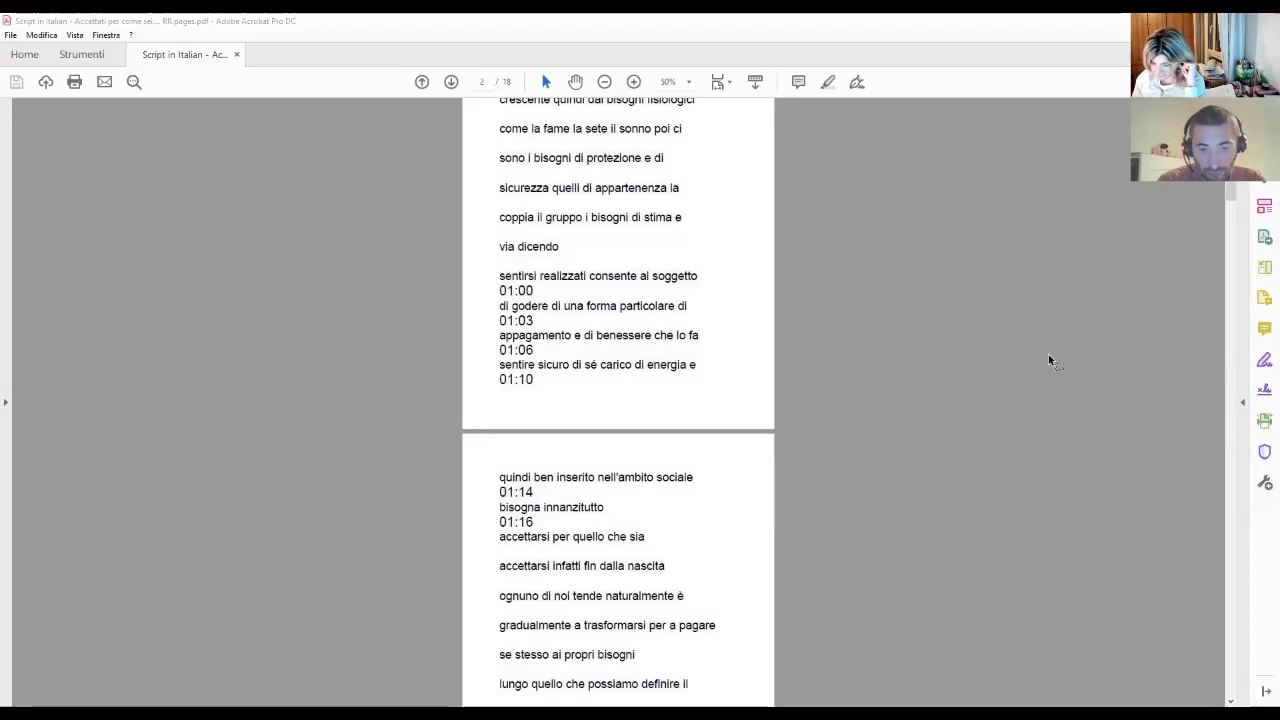 Script in Italian - Accettati per come sei.... RR.pages.pdf - Adobe Acrobat Pro DC
File Modifica Vista Finestra ?
Home Strumenti Script in Italian - Ac... ×
2 / 18 50%
crescente quindi dai bisogni fisiologici
come la fame la sete il sonno poi ci
sono i bisogni di protezione e di
sicurezza quelli di appartenenza la
coppia il gruppo i bisogni di stima e
via dicendo
sentirsi realizzati consente al soggetto
01:00
di godere di una forma particolare di
01:03
appagamento e di benessere che lo fa
01:06
sentire sicuro di sé carico di energia e
01:10
quindi ben inserito nell'ambito sociale
01:14
bisogna innanzitutto
01:16
accettarsi per quello che sia
accettarsi infatti fin dalla nascita
ognuno di noi tende naturalmente è
gradualmente a trasformarsi per a pagare
se stesso ai propri bisogni
lungo quello che possiamo definire il